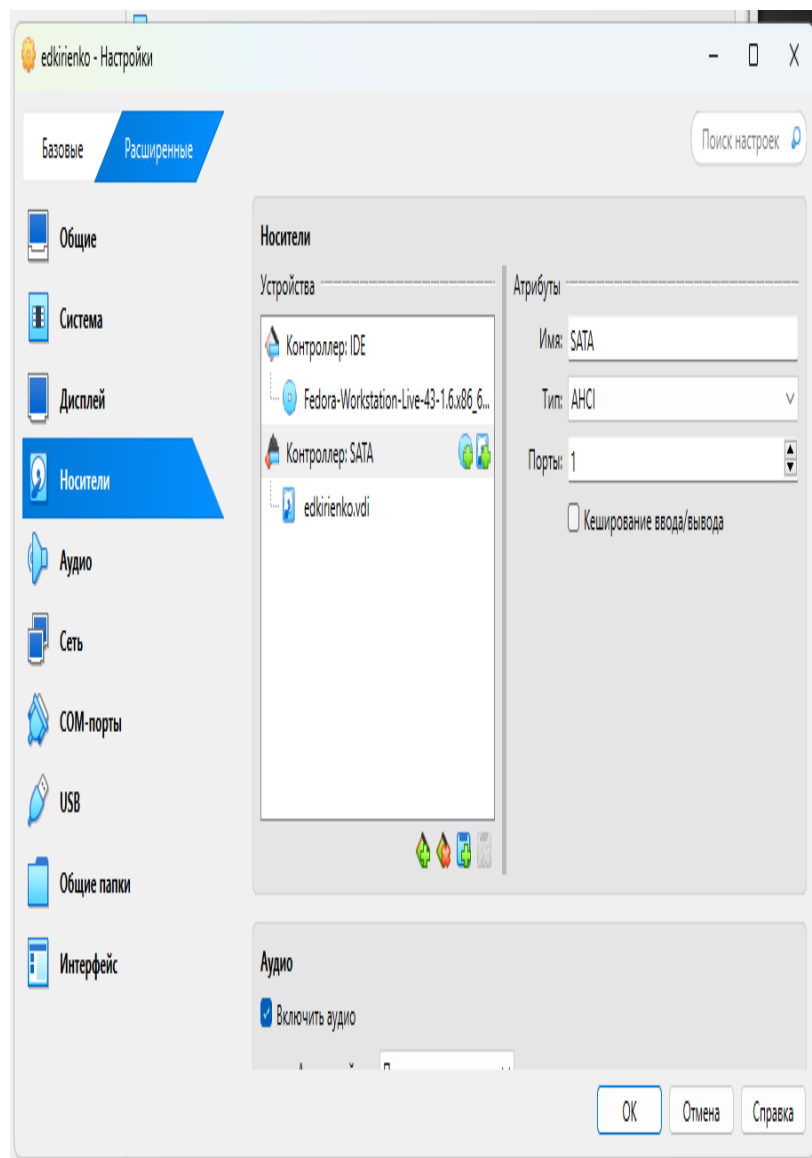 edkirienko - Настройки
Базовые
Расширенные
Поиск настроек
Общие
Система
Дисплей
Носители
Аудио
Сеть
COM-порты
USB
Общие папки
Интерфейс
Носители
Устройства
Контроллер: IDE
Fedora-Workstation-Live-43-1.6.x86_6...
Контроллер: SATA
edkirienko.vdi
Атрибуты
Имя: SATA
Тип: AHCI
Порты: 1
Кеширование ввода/вывода
Аудио
Включить аудио
OK
Отмена
Справка